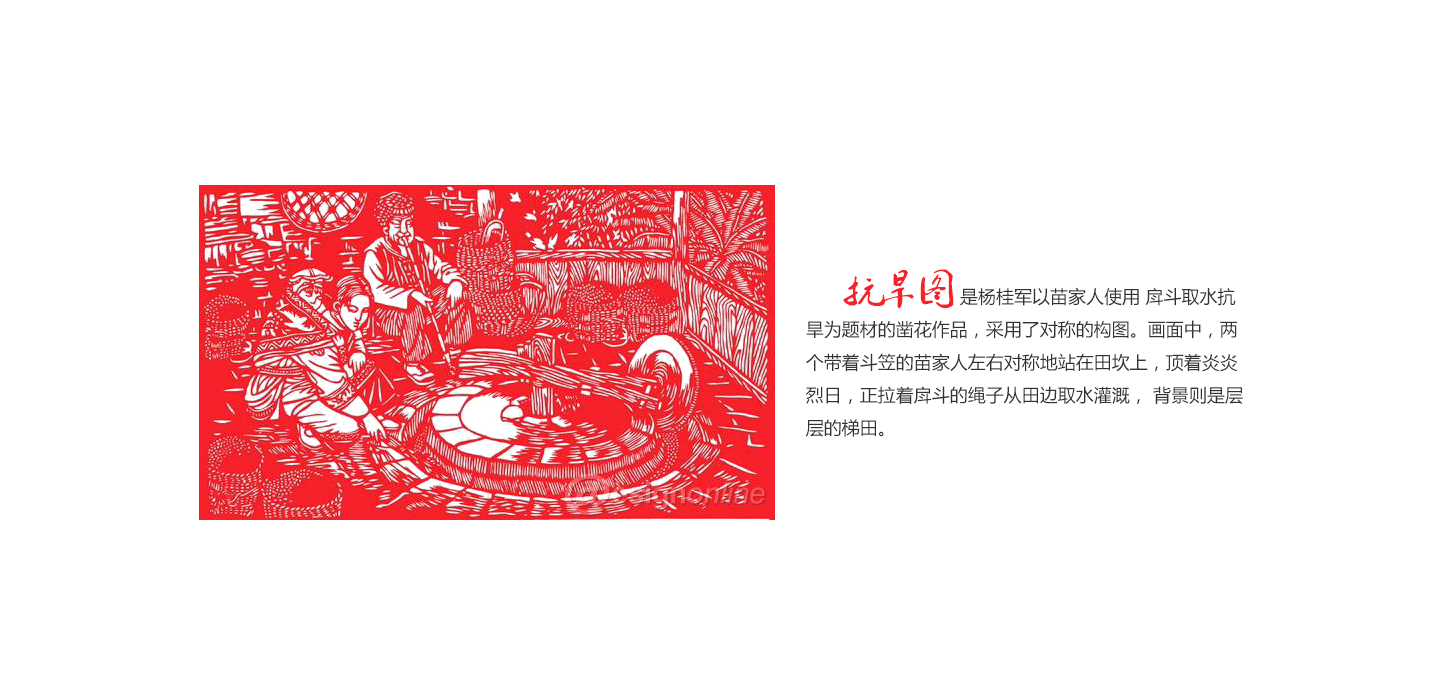 抗旱图 是杨桂军以苗家人使用 戽斗取水抗
旱为题材的凿花作品，采用了对称的构图。画面中，两
个带着斗笠的苗家人左右对称地站在田坎上，顶着炎炎
烈日，正拉着戽斗的绳子从田边取水灌溉， 背景则是层
层的梯田。